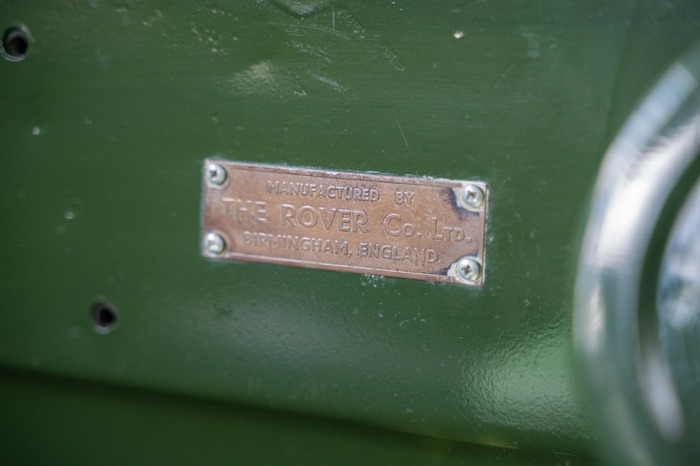 MANUFACTURED BY
THE ROVER Co. LTD.
BIRMINGHAM, ENGLAND.